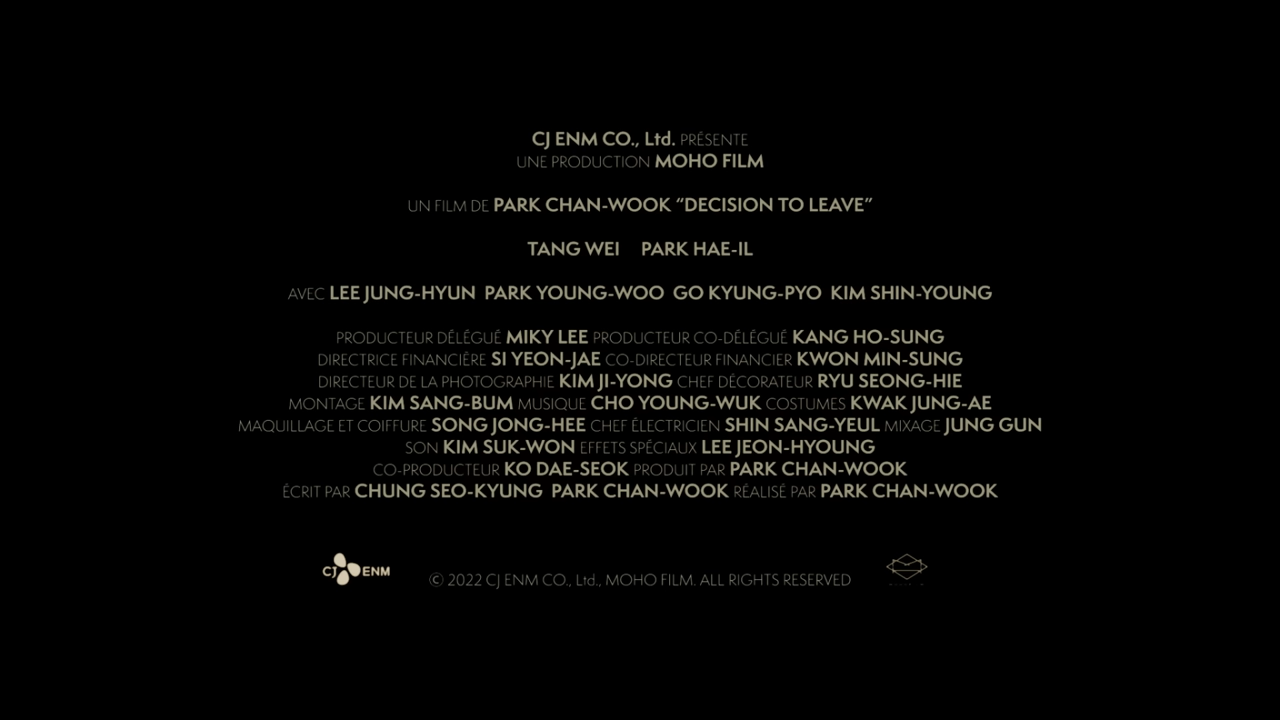 CJ ENM CO., Ltd. PRÉSENTE
UNE PRODUCTION MOHO FILM
UN FILM DE PARK CHAN-WOOK “DECISION TO LEAVE”
TANG WEI PARK HAE-IL
AVEC LEE JUNG-HYUN PARK YOUNG-WOO GO KYUNG-PYO KIM SHIN-YOUNG
PRODUCTEUR DÉLÉGUÉ MIKY LEE PRODUCTEUR CO-DÉLÉGUÉ KANG HO-SUNG
DIRECTRICE FINANCIÈRE SI YEON-JAE CO-DIRECTEUR FINANCIER KWON MIN-SUNG
DIRECTEUR DE LA PHOTOGRAPHIE KIM JI-YONG CHEF DÉCORATEUR RYU SEONG-HIE
MONTAGE KIM SANG-BUM MUSIQUE CHO YOUNG-WUK COSTUMES KWAK JUNG-AE
MAQUILLAGE ET COIFFURE SONG JONG-HEE CHEF ÉLECTRICIEN SHIN SANG-YEUL MIXAGE JUNG GUN
SON KIM SUK-WON EFFETS SPÉCIAUX LEE JEON-HYOUNG
CO-PRODUCTEUR KO DAE-SEOK PRODUIT PAR PARK CHAN-WOOK
ÉCRIT PAR CHUNG SEO-KYUNG PARK CHAN-WOOK RÉALISÉ PAR PARK CHAN-WOOK
CJ ENM
© 2022 CJ ENM CO., Ltd., MOHO FILM. ALL RIGHTS RESERVED